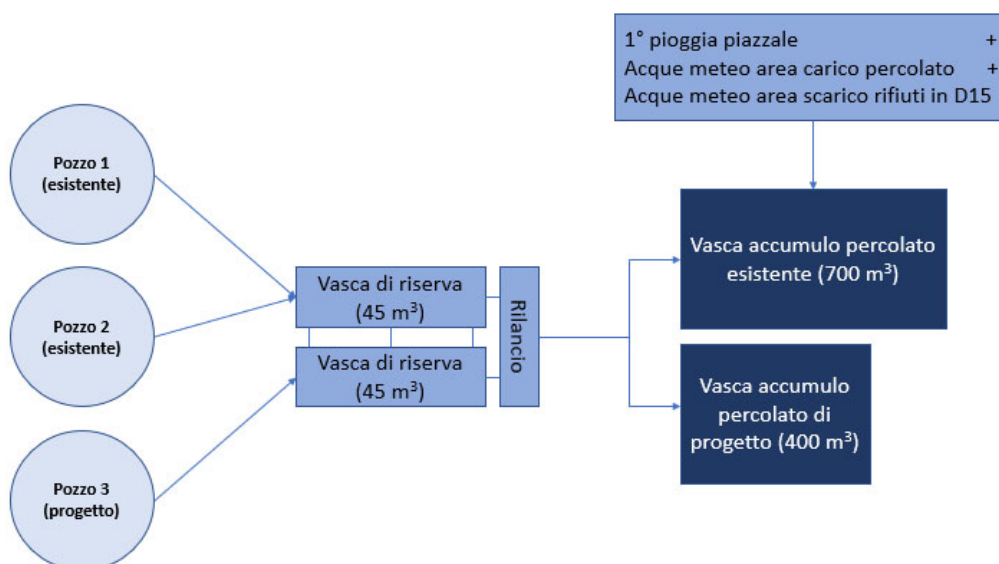 1° pioggia piazzale +
Acque meteo area carico percolato +
Acque meteo area scarico rifiuti in D15
Pozzo 1
(esistente)
Vasca accumulo percolato
esistente (700 m³)
Vasca di riserva
(45 m³)
Rilancio
Pozzo 2
(esistente)
Vasca di riserva
(45 m³)
Vasca accumulo
percolato di
progetto (400 m³)
Pozzo 3
(progetto)